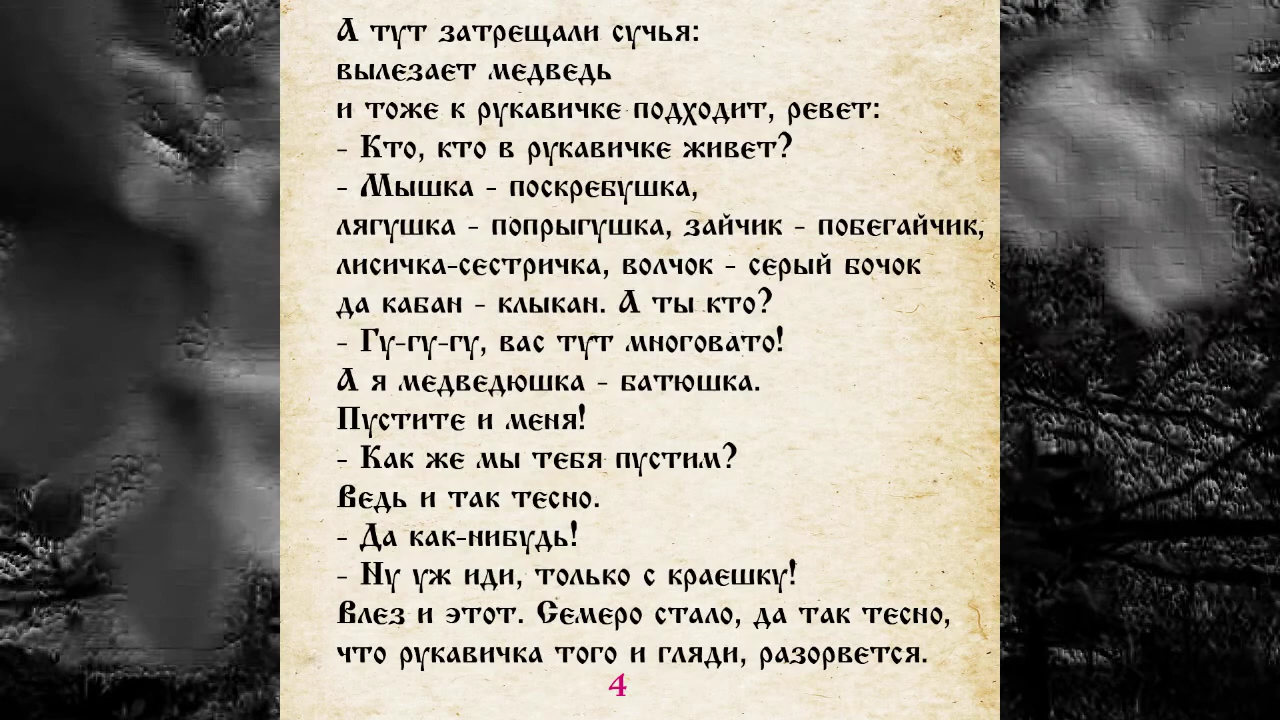 А тут затрещали сучья:
вылезает медведь
и тоже к рукавичке подходит, ревет:
- Кто, кто в рукавичке живет?
- Мышка - поскребушка,
лягушка - попрыгушка, зайчик - побегайчик,
лисичка-сестричка, волчок - серый бочок
да кабан - клыкан. А ты кто?
- Гу-гу-гу, вас тут многовато!
А я медведюшка - батюшка.
Пустите и меня!
- Как же мы тебя пустим?
Ведь и так тесно.
- Да как-нибудь!
- Ну уж иди, только с краешку!
Влез и этот. Семеро стало, да так тесно,
что рукавичка того и гляди, разорвется.
4